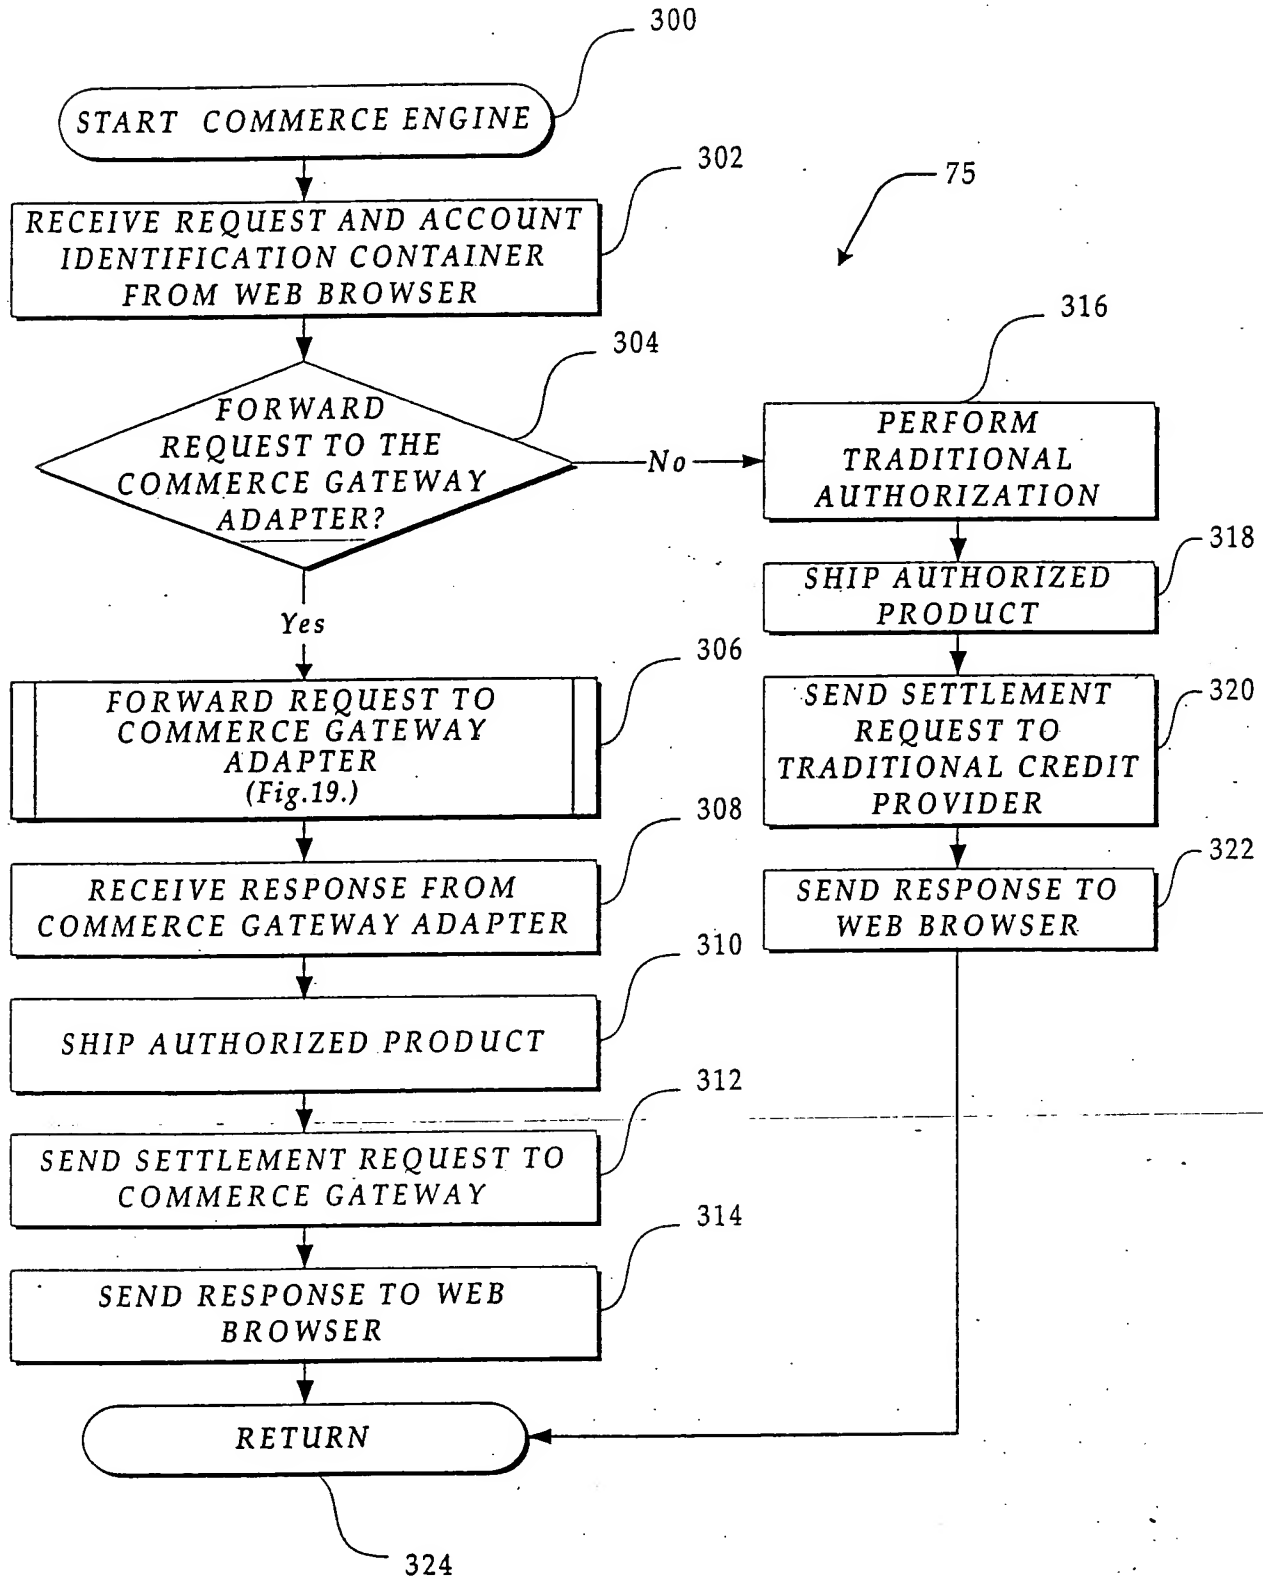 300
START COMMERCE ENGINE
302
RECEIVE REQUEST AND ACCOUNT
IDENTIFICATION CONTAINER
FROM WEB BROWSER
75
304
FORWARD
REQUEST TO THE
COMMERCE GATEWAY
ADAPTER?
No
Yes
306
FORWARD REQUEST TO
COMMERCE GATEWAY
ADAPTER
(Fig.19.)
308
RECEIVE RESPONSE FROM
COMMERCE GATEWAY ADAPTER
310
SHIP AUTHORIZED PRODUCT
312
SEND SETTLEMENT REQUEST TO
COMMERCE GATEWAY
314
SEND RESPONSE TO WEB
BROWSER
316
PERFORM
TRADITIONAL
AUTHORIZATION
318
SHIP AUTHORIZED
PRODUCT
320
SEND SETTLEMENT
REQUEST TO
TRADITIONAL CREDIT
PROVIDER
322
SEND RESPONSE TO
WEB BROWSER
RETURN
324